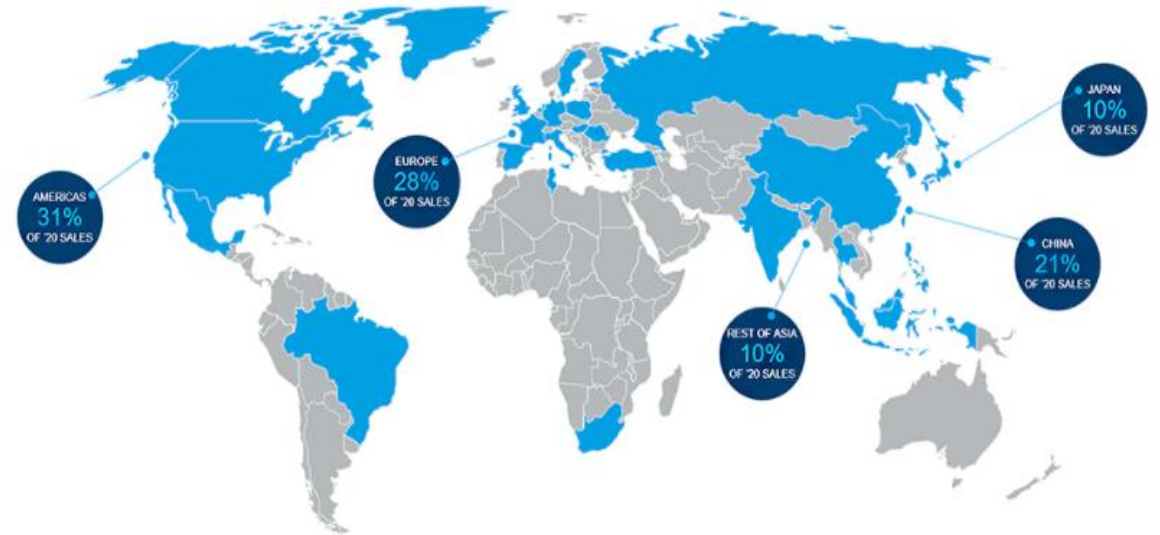 AMERICAS
31%
OF '20 SALES
EUROPE
28%
OF '20 SALES
JAPAN
10%
OF '20 SALES
CHINA
21%
OF '20 SALES
REST OF ASIA
10%
OF '20 SALES